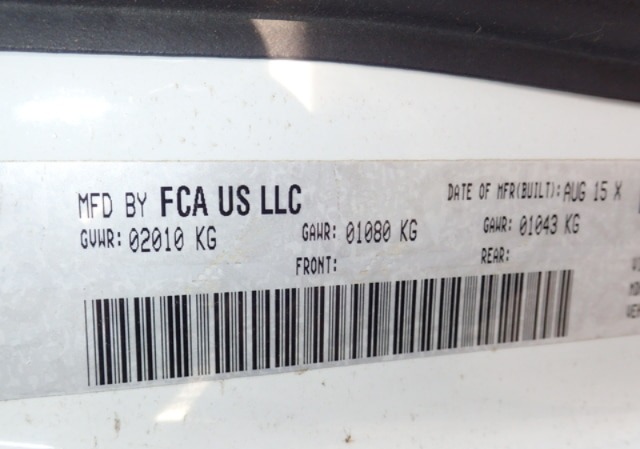 MFD BY FCA US LLC DATE OF MFR(BUILT): AUG 15 X
GVWR: 02010 KG GAWR: 01080 KG GAWR: 01043 KG
FRONT: REAR: